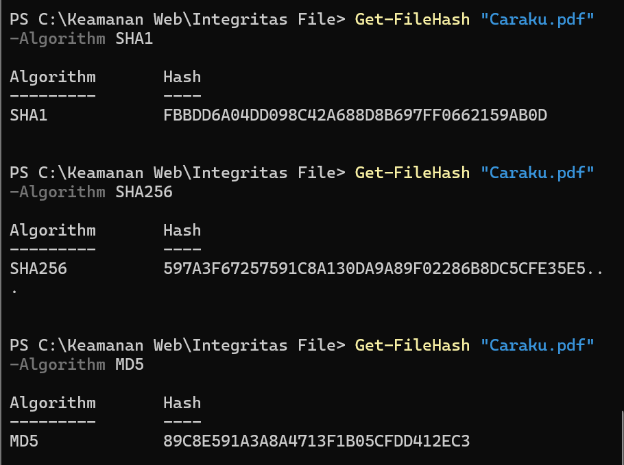 PS C:\Keamanan Web\Integritas File> Get-FileHash "Caraku.pdf"
-Algorithm SHA1
Algorithm Hash
--------- ----
SHA1 FBBDD6A04DD098C42A688D8B697FF0662159AB0D
PS C:\Keamanan Web\Integritas File> Get-FileHash "Caraku.pdf"
-Algorithm SHA256
Algorithm Hash
--------- ----
SHA256 597A3F67257591C8A130DA9A89F02286B8DC5CFE35E5..
.
PS C:\Keamanan Web\Integritas File> Get-FileHash "Caraku.pdf"
-Algorithm MD5
Algorithm Hash
--------- ----
MD5 89C8E591A3A8A4713F1B05CFDD412EC3